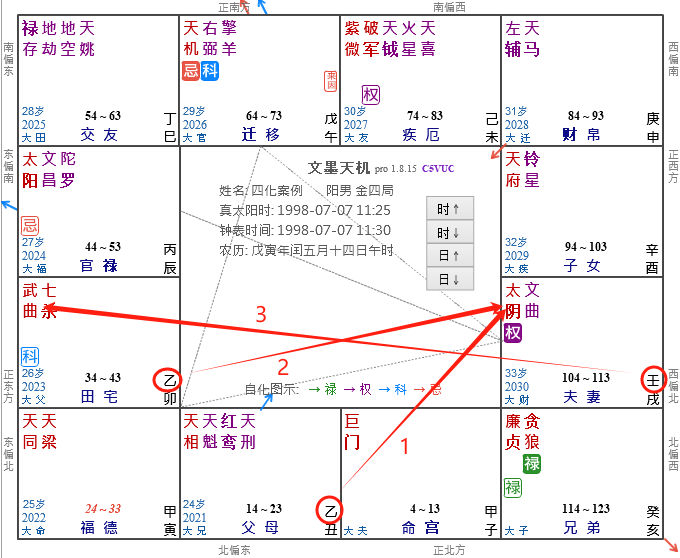 正南方
南偏西
南偏东
禄 地 地 天
存 劫 空 姚
28岁
2025
大 田
54～63
交 友
丁
巳
天 右 擎
机 弼 羊
忌 科
来因
29岁
2026
大 官
64～73
迁 移
戊
午
紫 破 天 火 天
微 军 钺 星 喜
权
30岁
2027
大 友
74～83
疾 厄
己
未
左 天
辅 马
31岁
2028
大 迁
84～93
财 帛
庚
申
西偏南
东偏南
太 文 陀
阳 昌 罗
忌
27岁
2024
大 福
44～53
官 禄
丙
辰
文墨天机 pro 1.8.15 C5VUC
姓名: 四化案例 阳男 金四局
真太阳时: 1998-07-07 11:25
钟表时间: 1998-07-07 11:30
农历: 戊寅年闰五月十四日午时
时↑
时↓
日↑
日↓
天 铃
府 星
32岁
2029
大 疾
94～103
子 女
辛
酉
正西方
武 七
曲 杀
科
26岁
2023
大 父
34～43
田 宅
乙
卯
正东方
3
2
1
自化图示: →禄 →权 →科 →忌
太 文
阴 曲
权
33岁
2030
大 财
104～113
夫 妻
壬
戌
西偏北
东偏北
天 天
同 梁
25岁
2022
大 命
24～33
福 德
甲
寅
天 天 红 天
相 魁 鸾 刑
24岁
2021
大 兄
14～23
父 母
乙
丑
巨
门
大 夫
4～13
命 宫
甲
子
廉 贪
贞 狼
禄
禄
大 子
114～123
兄 弟
癸
亥
北偏西
北偏东
正北方